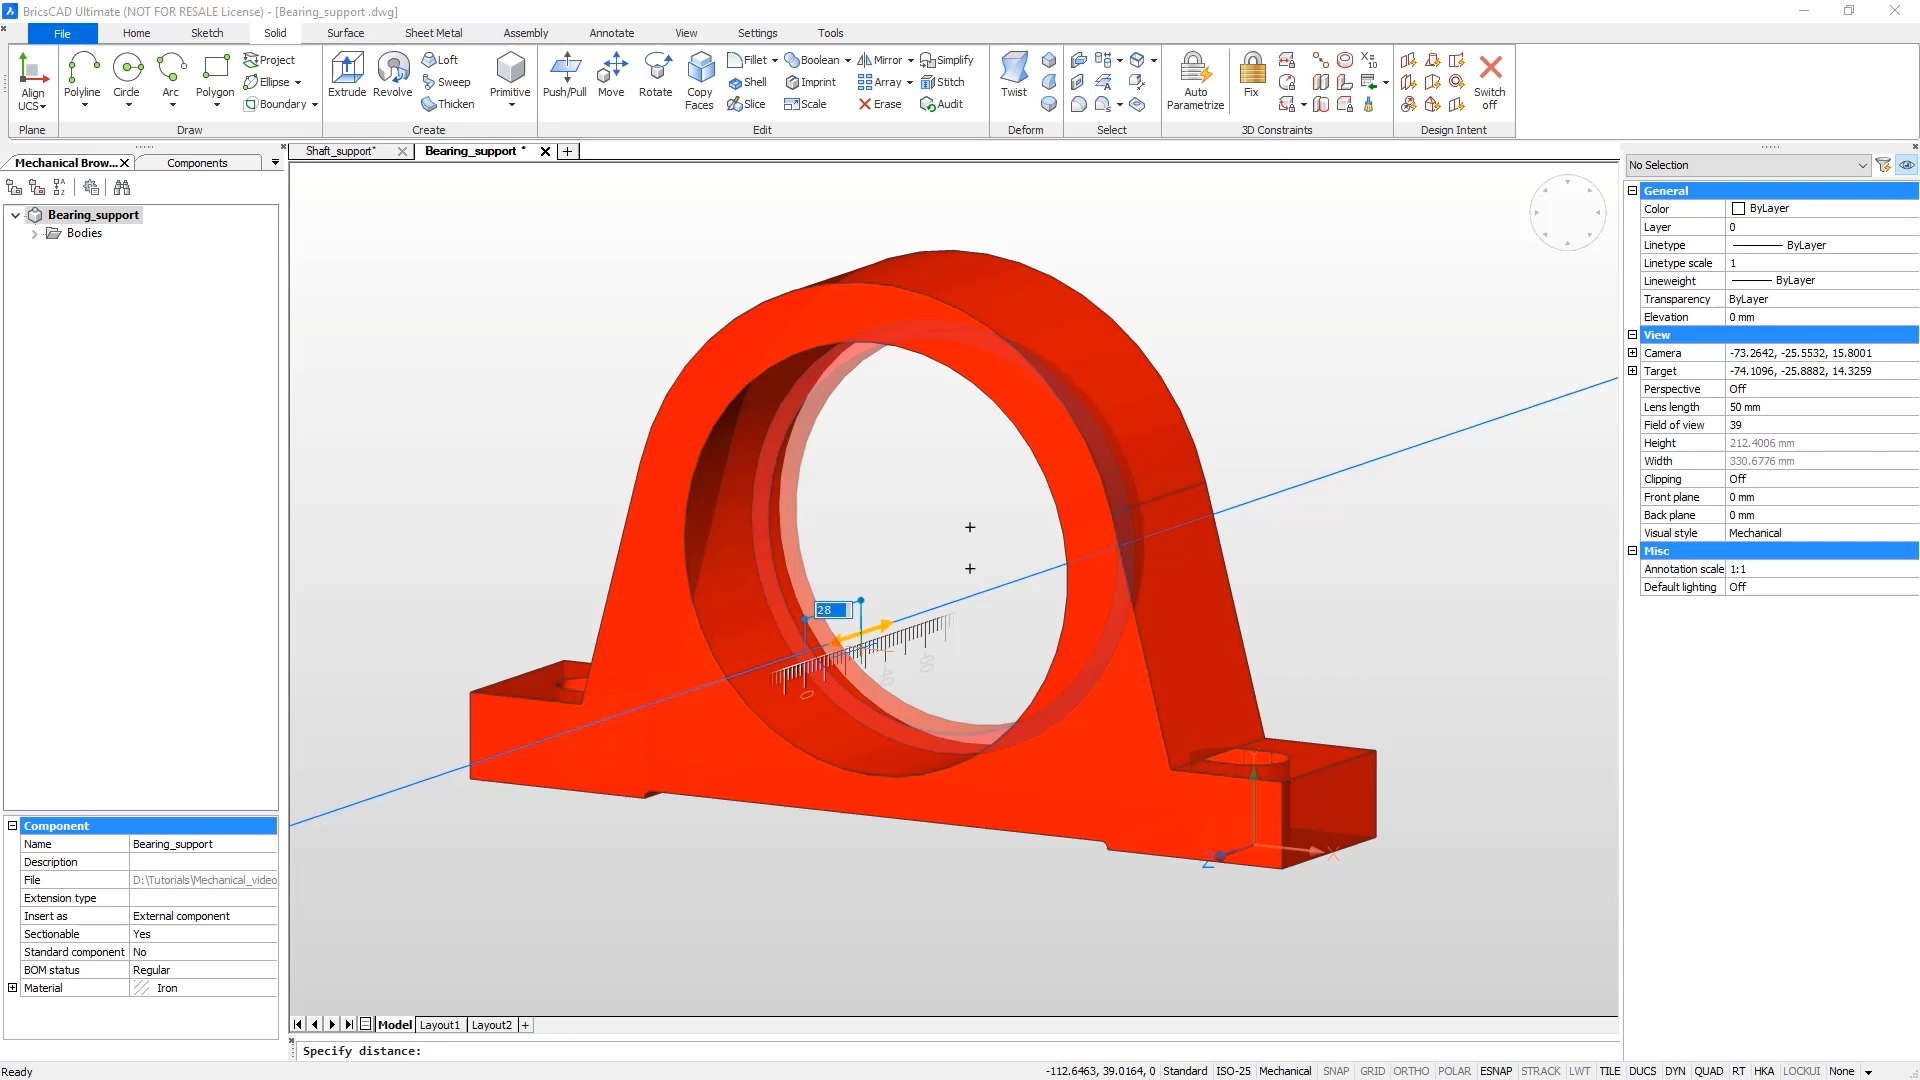 BricsCAD Ultimate (NOT FOR RESALE License) - [Bearing_support .dwg]
File Home Sketch Solid Surface Sheet Metal Assembly Annotate View Settings Tools
Align UCS
Polyline
Circle
Arc
Polygon
Project
Ellipse
Boundary
Extrude
Revolve
Loft
Sweep
Thicken
Primitive
Push/Pull
Move
Rotate
Copy Faces
Fillet
Shell
Slice
Boolean
Imprint
Scale
Mirror
Array
Erase
Simplify
Stitch
Audit
Twist
Auto Parametrize
Fix
Switch off
Plane Draw Create Edit Deform Select 3D Constraints Design Intent
Mechanical Brow... Components
Bearing_support
Bodies
Shaft_support* Bearing_support *
28
0
40
80
X
Z
Component
Name Bearing_support
Description
File D:\Tutorials\Mechanical_video
Extension type
Insert as External component
Sectionable Yes
Standard component No
BOM status Regular
Material Iron
No Selection
General
Color ByLayer
Layer 0
Linetype ByLayer
Linetype scale 1
Lineweight ByLayer
Transparency ByLayer
Elevation 0 mm
View
Camera -73.2642, -25.5532, 15.8001
Target -74.1096, -25.8882, 14.3259
Perspective Off
Lens length 50 mm
Field of view 39
Height 212.4006 mm
Width 330.6776 mm
Clipping Off
Front plane 0 mm
Back plane 0 mm
Visual style Mechanical
Misc
Annotation scale 1:1
Default lighting Off
Model Layout1 Layout2 +
Specify distance:
Ready
-112.6463, 39.0164, 0 Standard ISO-25 Mechanical SNAP GRID ORTHO POLAR ESNAP STRACK LWT TILE DUCS DYN QUAD RT HKA LOCKUI None